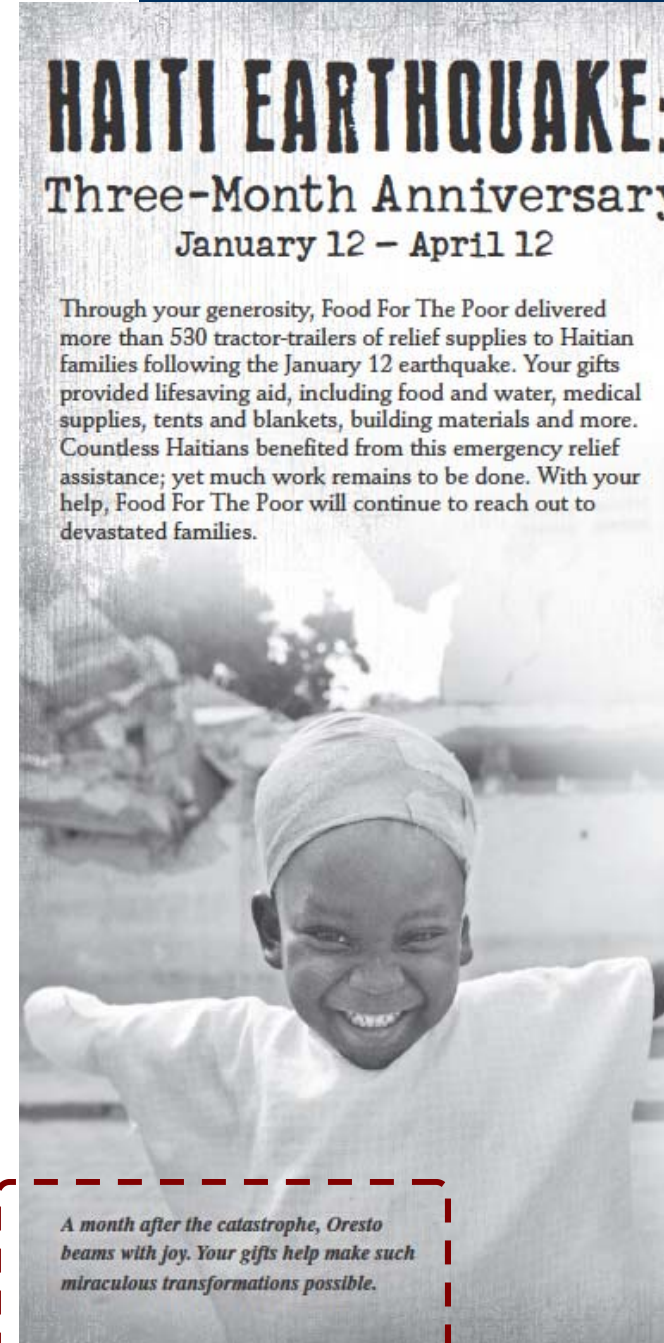 HAITI EARTHQUAKE:
Three-Month Anniversary
January 12 – April 12
Through your generosity, Food For The Poor delivered
more than 530 tractor-trailers of relief supplies to Haitian
families following the January 12 earthquake. Your gifts
provided lifesaving aid, including food and water, medical
supplies, tents and blankets, building materials and more.
Countless Haitians benefited from this emergency relief
assistance; yet much work remains to be done. With your
help, Food For The Poor will continue to reach out to
devastated families.
A month after the catastrophe, Oresto
beams with joy. Your gifts help make such
miraculous transformations possible.